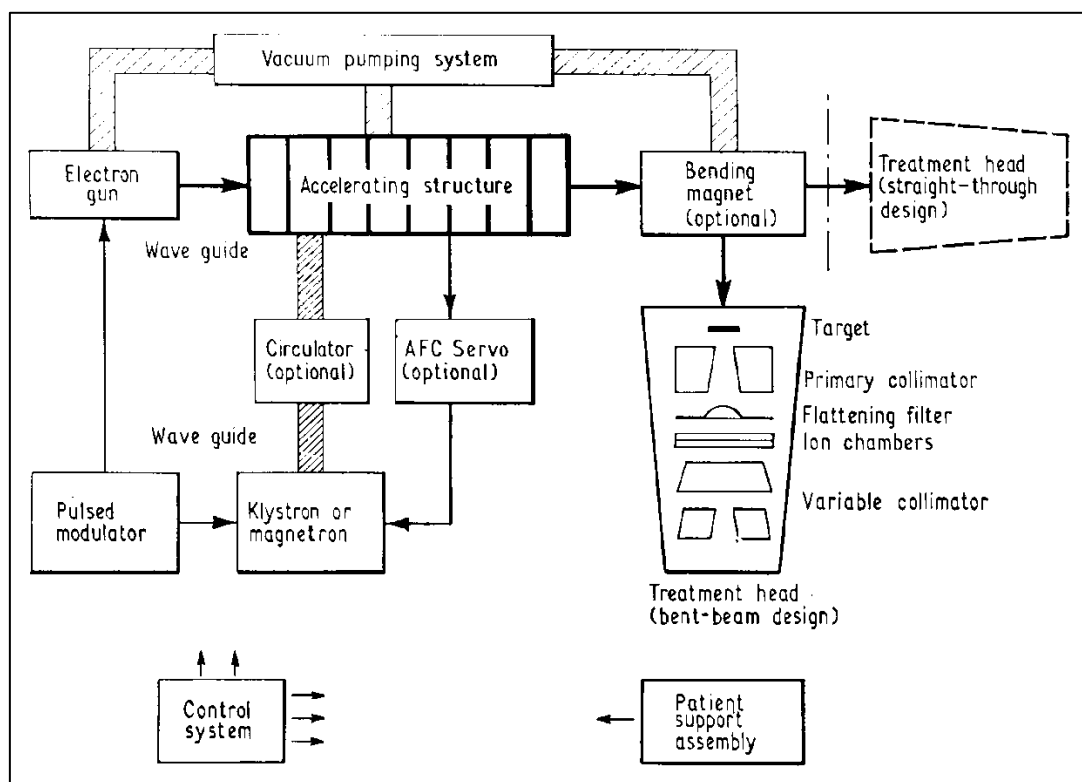 Vacuum pumping system
Electron
gun
Accelerating structure
Bending
magnet
(optional)
Treatment head
(straight-through
design)
Wave guide
Circulator
(optional)
AFC Servo
(optional)
Target
Primary collimator
Flattening filter
Ion chambers
Variable collimator
Wave guide
Pulsed
modulator
Klystron or
magnetron
Treatment head
(bent-beam design)
Control
system
Patient
support
assembly